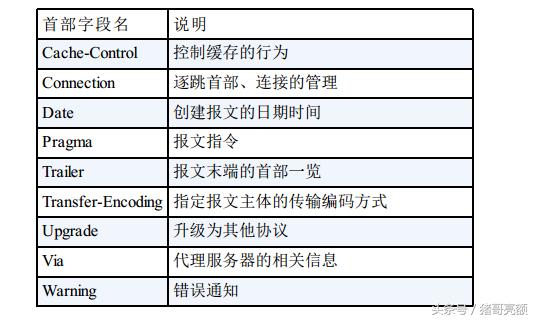 首部字段名 说明
Cache-Control 控制缓存的行为
Connection 逐跳首部、连接的管理
Date 创建报文的日期时间
Pragma 报文指令
Trailer 报文末端的首部一览
Transfer-Encoding 指定报文主体的传输编码方式
Upgrade 升级为其他协议
Via 代理服务器的相关信息
Warning 错误通知
头条号 / 猪哥亮额